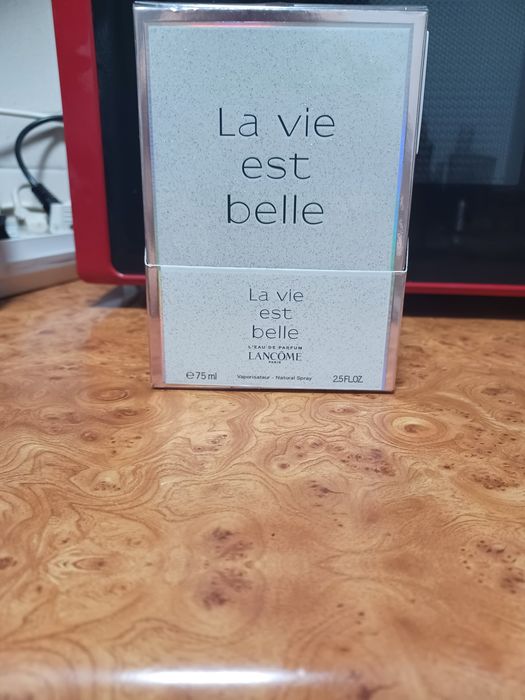 La vie
est
belle
La vie
est
belle
L'EAU DE PARFUM
LANCÔME
PARIS
℮75 ml Vaporisateur - Natural Spray 2.5 FL.OZ.